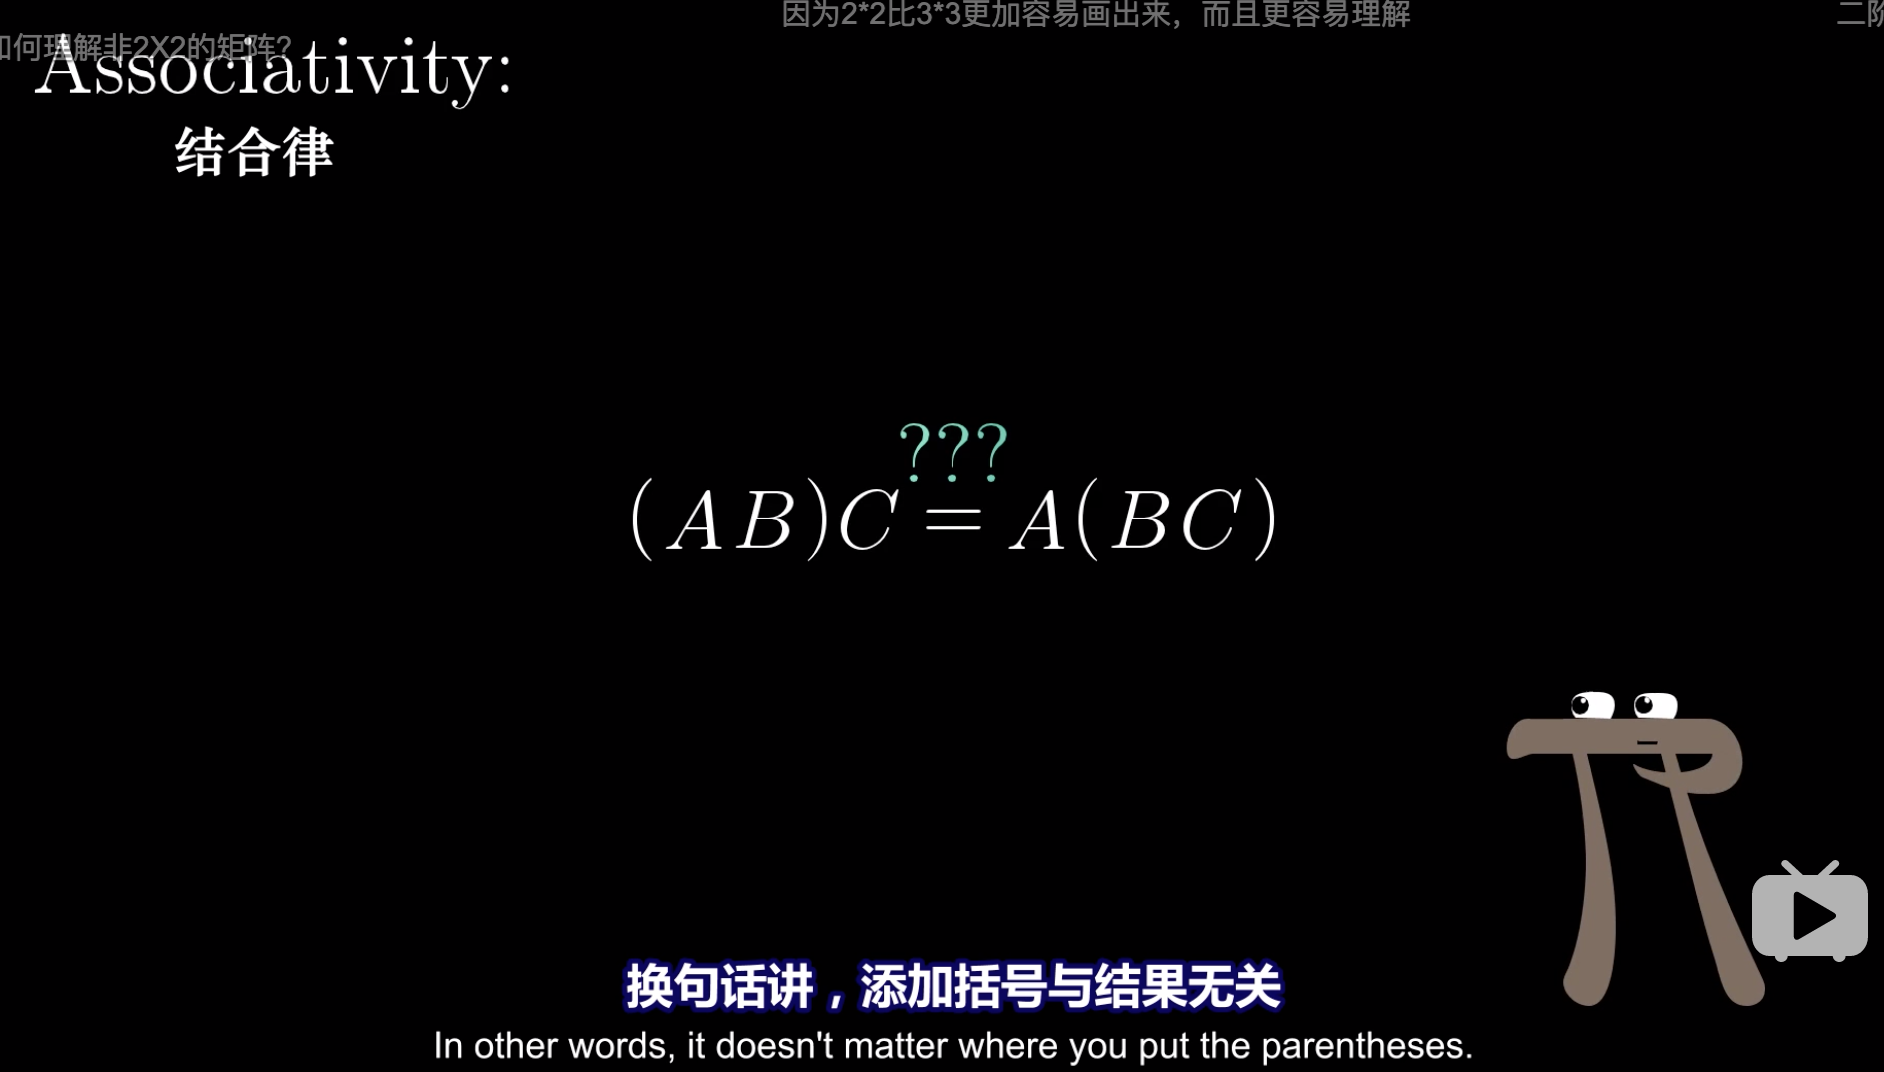 因为2*2比3*3更加容易画出来，而且更容易理解
如何理解非2X2的矩阵？
Associativity:
结合律
???
(AB)C = A(BC)
换句话讲，添加括号与结果无关
In other words, it doesn't matter where you put the parentheses.